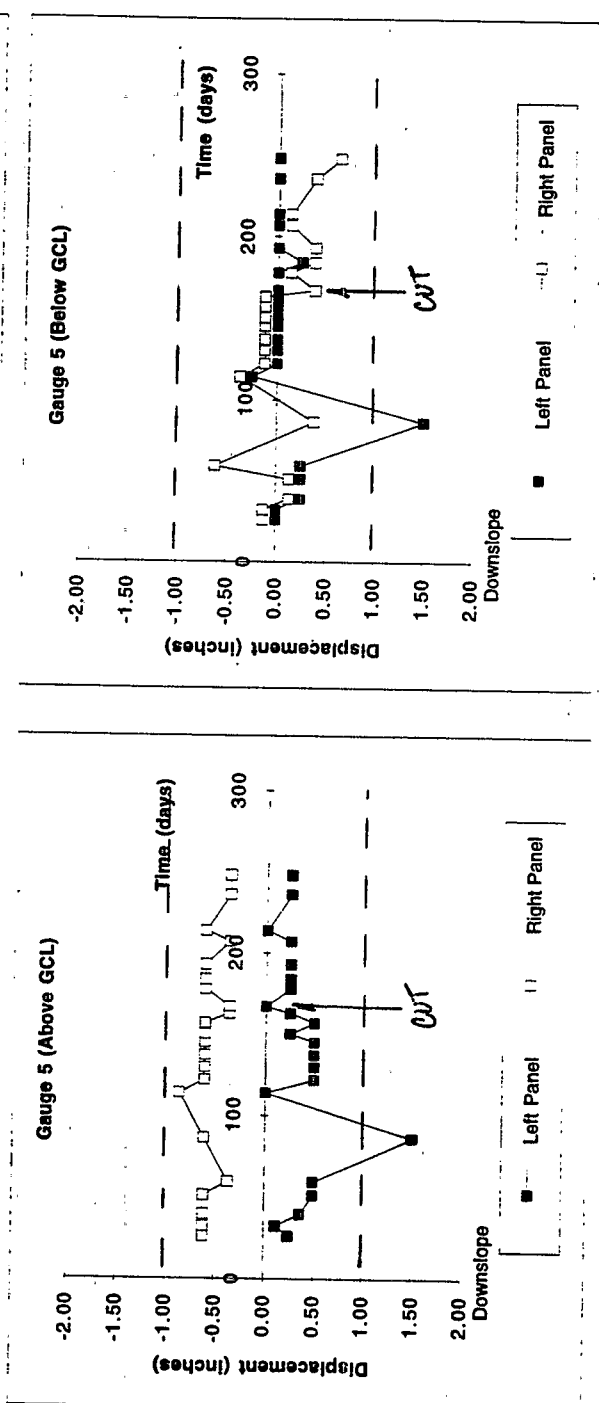 Gauge 5 (Above GCL)
Time (days)
-2.00
-1.50
-1.00
-0.50
0.00
0.50
1.00
1.50
2.00
0
100
200
300
Displacement (inches)
Downslope
CUT
Left Panel
Right Panel
Gauge 5 (Below GCL)
Time (days)
-2.00
-1.50
-1.00
-0.50
0.00
0.50
1.00
1.50
2.00
0
100
200
300
Displacement (inches)
Downslope
CUT
Left Panel
Right Panel